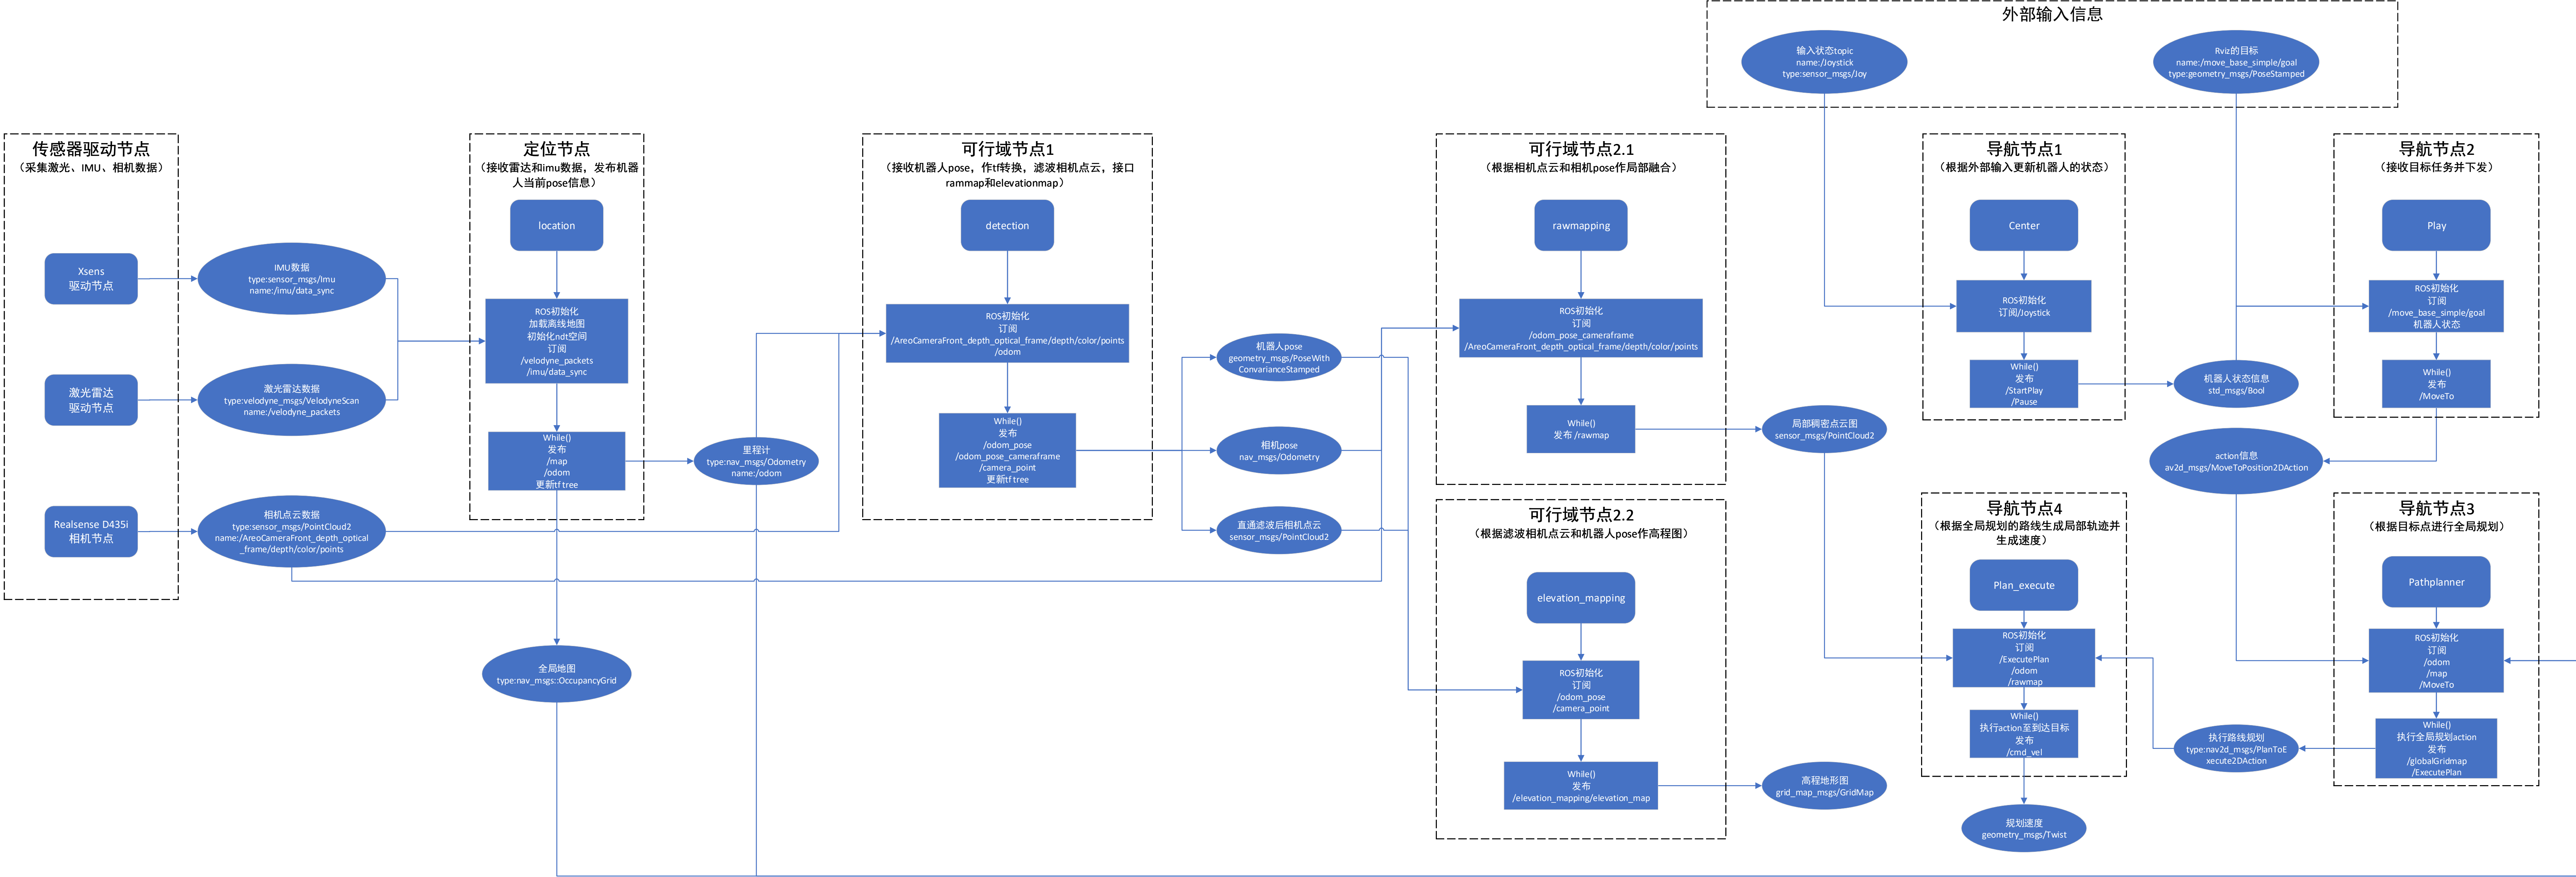 外部输入信息
输入状态topic
name:/Joystick
type:sensor_msgs/Joy
Rviz的目标
name:/move_base_simple/goal
type:geometry_msgs/PoseStamped
传感器驱动节点
（采集激光、IMU、相机数据）
Xsens
驱动节点
激光雷达
驱动节点
Realsense D435i
相机节点
IMU数据
type:sensor_msgs/Imu
name:/imu/data_sync
激光雷达数据
type:velodyne_msgs/VelodyneScan
name:/velodyne_packets
相机点云数据
type:sensor_msgs/PointCloud2
name:/AreoCameraFront_depth_optical
_frame/depth/color/points
定位节点
（接收雷达和imu数据，发布机器
人当前pose信息）
location
ROS初始化
加载离线地图
初始化ndt空间
订阅
/velodyne_packets
/imu/data_sync
While()
发布
/map
/odom
更新tf tree
全局地图
type:nav_msgs::OccupancyGrid
里程计
type:nav_msgs/Odometry
name:/odom
可行域节点1
（接收机器人pose，作tf转换，滤波相机点云，接口
rammap和elevationmap）
detection
ROS初始化
订阅
/AreoCameraFront_depth_optical_frame/depth/color/points
/odom
While()
发布
/odom_pose
/odom_pose_cameraframe
/camera_point
更新tf tree
机器人pose
geometry_msgs/PoseWith
ConvarianceStamped
相机pose
nav_msgs/Odometry
直通滤波后相机点云
sensor_msgs/PointCloud2
可行域节点2.1
（根据相机点云和相机pose作局部融合）
rawmapping
ROS初始化
订阅
/odom_pose_cameraframe
/AreoCameraFront_depth_optical_frame/depth/color/points
While()
发布 /rawmap
局部稠密点云图
sensor_msgs/PointCloud2
可行域节点2.2
（根据滤波相机点云和机器人pose作高程图）
elevation_mapping
ROS初始化
订阅
/odom_pose
/camera_point
While()
发布
/elevation_mapping/elevation_map
高程地形图
grid_map_msgs/GridMap
导航节点1
（根据外部输入更新机器人的状态）
Center
ROS初始化
订阅/Joystick
While()
发布
/StartPlay
/Pause
机器人状态信息
std_msgs/Bool
导航节点2
（接收目标任务并下发）
Play
ROS初始化
订阅
/move_base_simple/goal
机器人状态
While()
发布
/MoveTo
action信息
av2d_msgs/MoveToPosition2DAction
导航节点4
（根据全局规划的路线生成局部轨迹并
生成速度）
Plan_execute
ROS初始化
订阅
/ExecutePlan
/odom
/rawmap
While()
执行action至到达目标
发布
/cmd_vel
规划速度
geometry_msgs/Twist
执行路线规划
type:nav2d_msgs/PlanToE
xecute2DAction
导航节点3
（根据目标点进行全局规划）
Pathplanner
ROS初始化
订阅
/odom
/map
/MoveTo
While()
执行全局规划action
发布
/globalGridmap
/ExecutePlan